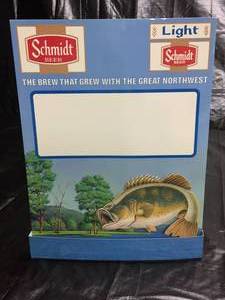 Schmidt
BEER
Light
Schmidt
BEER
THE BREW THAT GREW WITH THE GREAT NORTHWEST